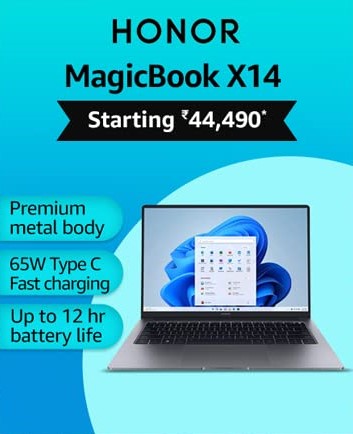 HONOR
MagicBook X14
Starting ₹44,490*
Premium
metal body
65W Type C
Fast charging
Up to 12 hr
battery life